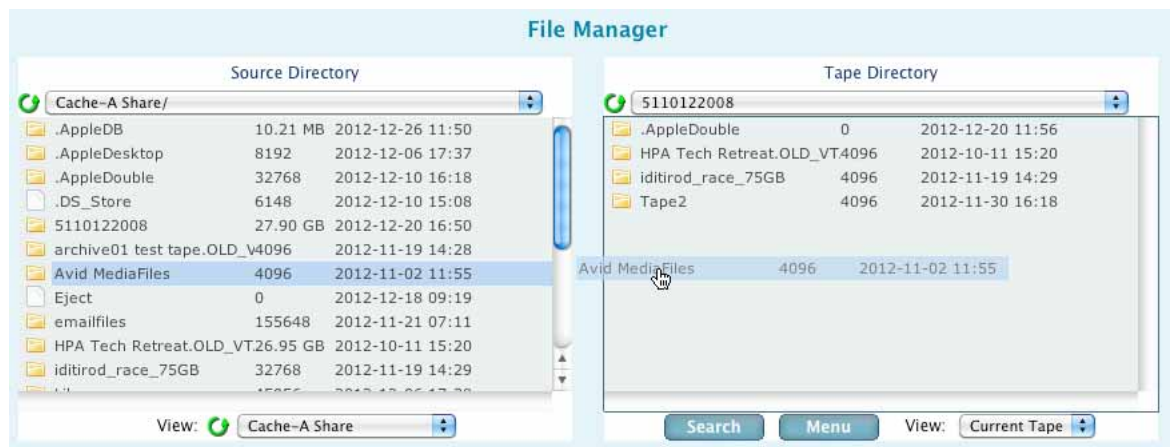 File Manager
Source Directory
Cache-A Share/
.AppleDB 10.21 MB 2012-12-26 11:50
.AppleDesktop 8192 2012-12-06 17:37
.AppleDouble 32768 2012-12-10 16:18
.DS_Store 6148 2012-12-10 15:08
5110122008 27.90 GB 2012-12-20 16:50
archive01 test tape.OLD_V4096 2012-11-19 14:28
Avid MediaFiles 4096 2012-11-02 11:55
Eject 0 2012-12-18 09:19
emailfiles 155648 2012-11-21 07:11
HPA Tech Retreat.OLD_VT.26.95 GB 2012-10-11 15:20
iditirod_race_75GB 32768 2012-11-19 14:29
View: Cache-A Share
Tape Directory
5110122008
.AppleDouble 0 2012-12-20 11:56
HPA Tech Retreat.OLD_VT.4096 2012-10-11 15:20
iditirod_race_75GB 4096 2012-11-19 14:29
Tape2 4096 2012-11-30 16:18
Avid MediaFiles 4096 2012-11-02 11:55
Search Menu View: Current Tape